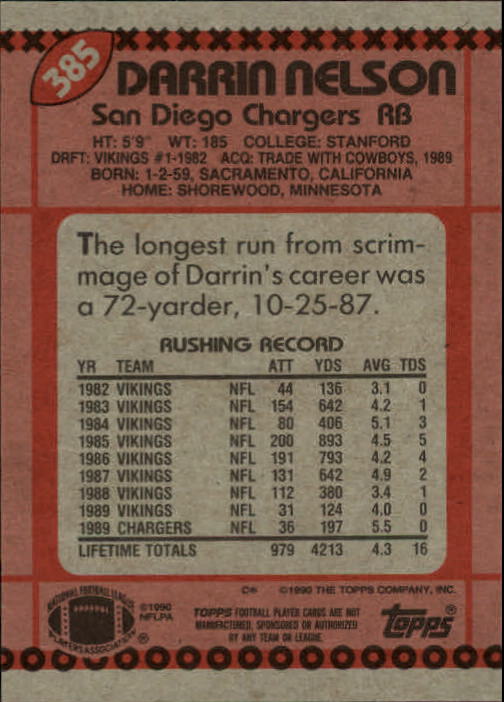 385
DARRIN NELSON
San Diego Chargers RB
HT: 5'9" WT: 185 COLLEGE: STANFORD
DRFT: VIKINGS #1-1982 ACQ: TRADE WITH COWBOYS, 1989
BORN: 1-2-59, SACRAMENTO, CALIFORNIA
HOME: SHOREWOOD, MINNESOTA
The longest run from scrim-
mage of Darrin's career was
a 72-yarder, 10-25-87.
RUSHING RECORD
YR TEAM ATT YDS AVG TDS
1982 VIKINGS NFL 44 136 3.1 0
1983 VIKINGS NFL 154 642 4.2 1
1984 VIKINGS NFL 80 406 5.1 3
1985 VIKINGS NFL 200 893 4.5 5
1986 VIKINGS NFL 191 793 4.2 4
1987 VIKINGS NFL 131 642 4.9 2
1988 VIKINGS NFL 112 380 3.4 1
1989 VIKINGS NFL 31 124 4.0 0
1989 CHARGERS NFL 36 197 5.5 0
LIFETIME TOTALS 979 4213 4.3 16
C* ©1990 THE TOPPS COMPANY, INC.
NATIONAL FOOTBALL LEAGUE
PLAYERS ASSOCIATION ®
©1990
NFLPA
TOPPS FOOTBALL PLAYER CARDS ARE NOT
MANUFACTURED, SPONSORED OR AUTHORIZED
BY ANY TEAM OR LEAGUE.
topps®